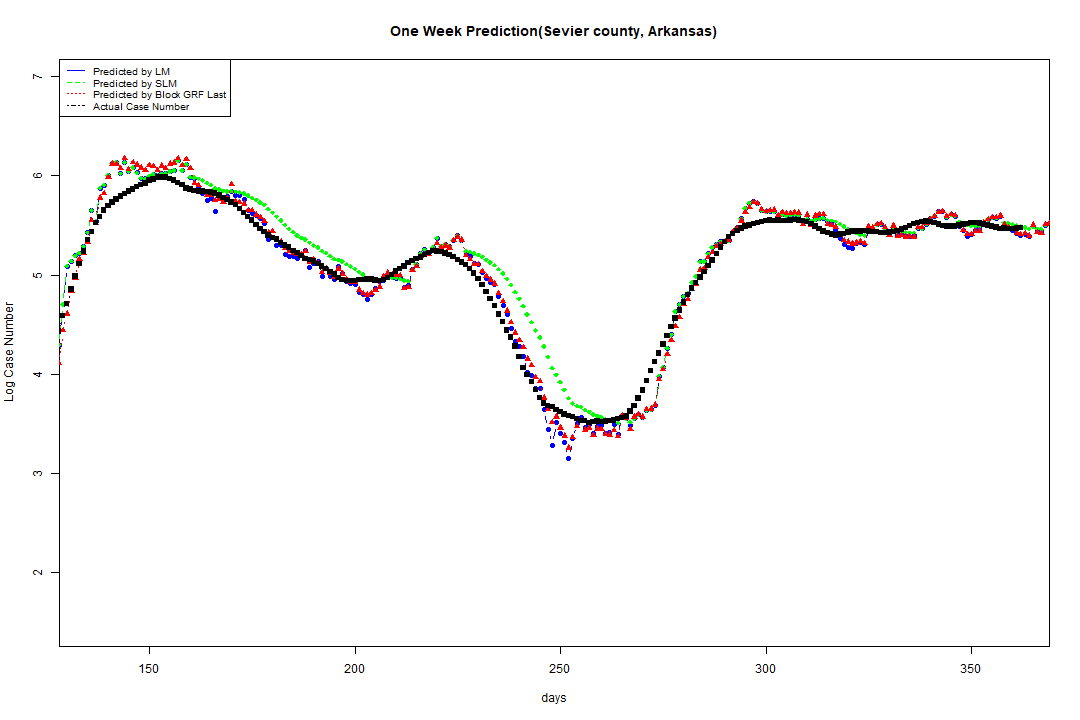 One Week Prediction(Sevier county, Arkansas)
Predicted by LM
Predicted by SLM
Predicted by Block GRF Last
Actual Case Number
7
6
5
4
3
2
Log Case Number
150 200 250 300 350
days